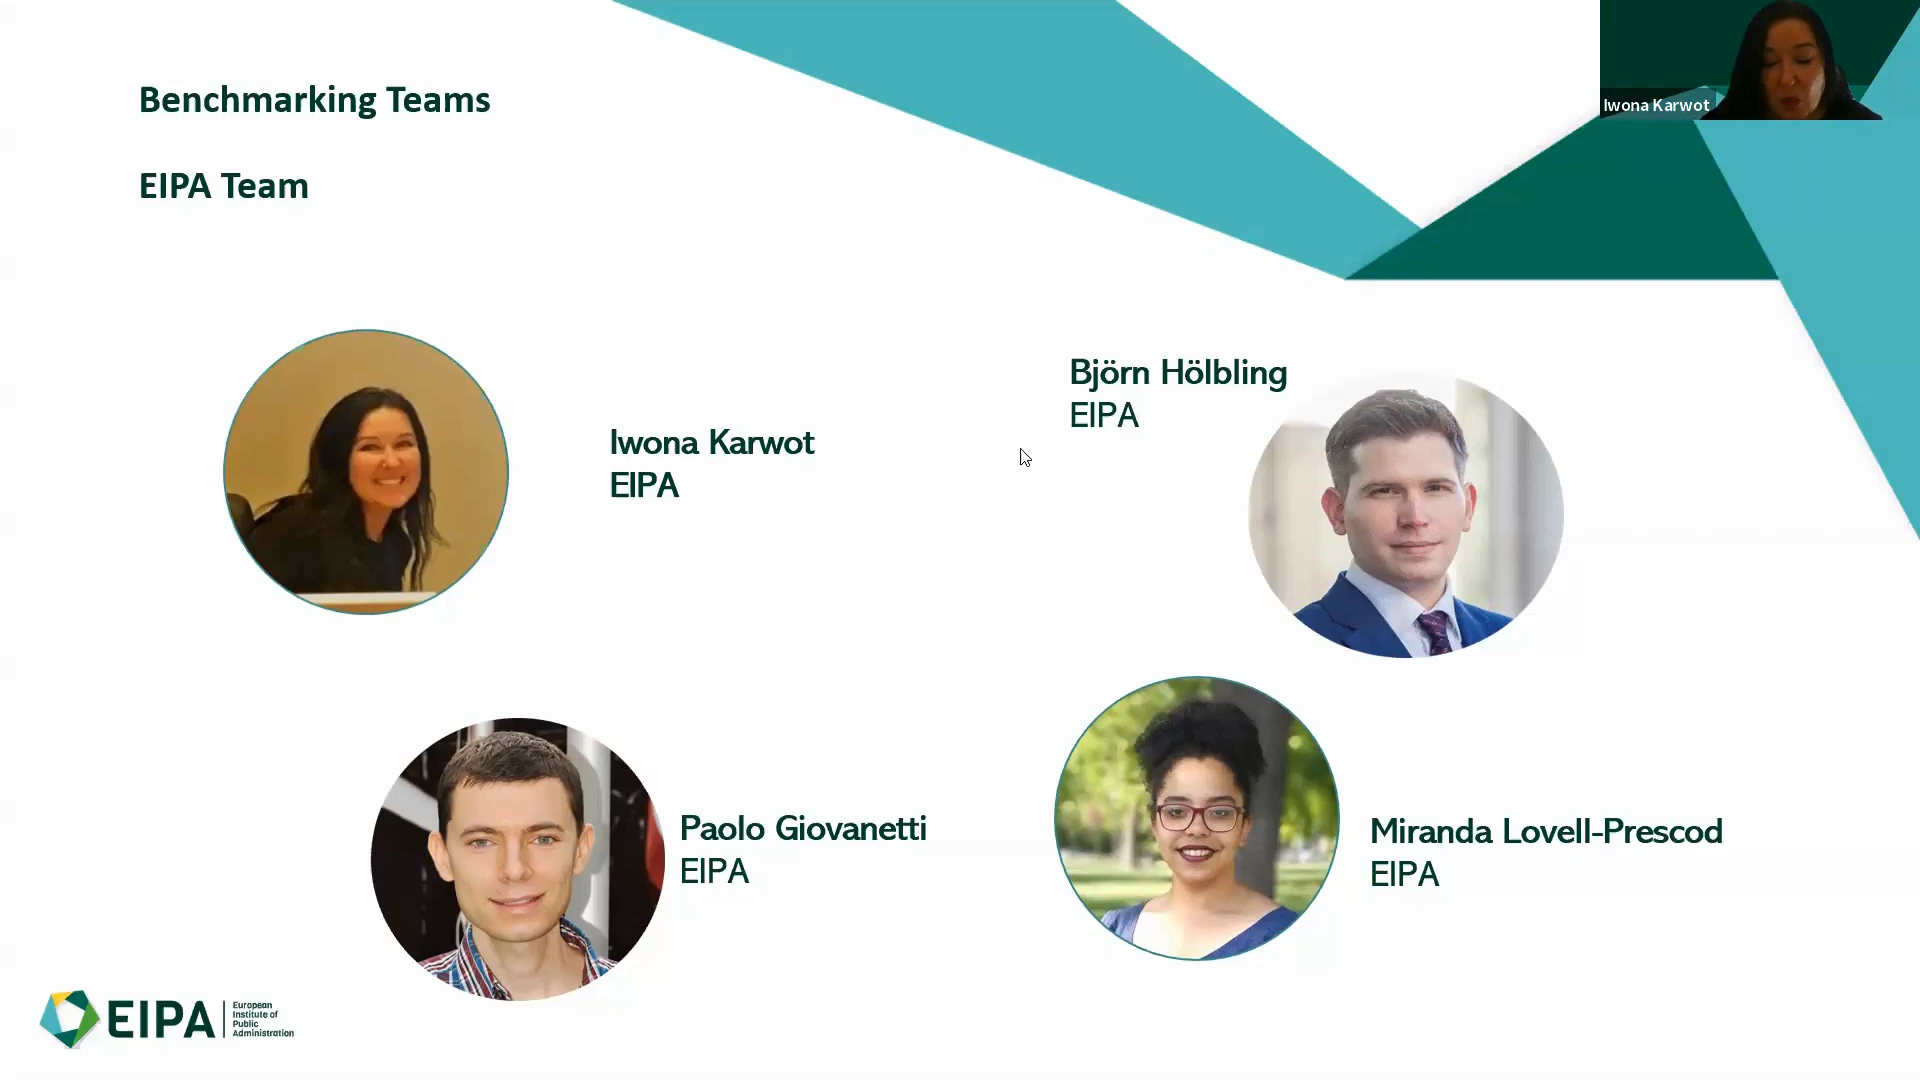 Benchmarking Teams
EIPA Team
Iwona Karwot
Iwona Karwot
EIPA
Björn Hölbling
EIPA
Paolo Giovanetti
EIPA
Miranda Lovell-Prescod
EIPA
EIPA
European
Institute of
Public
Administration